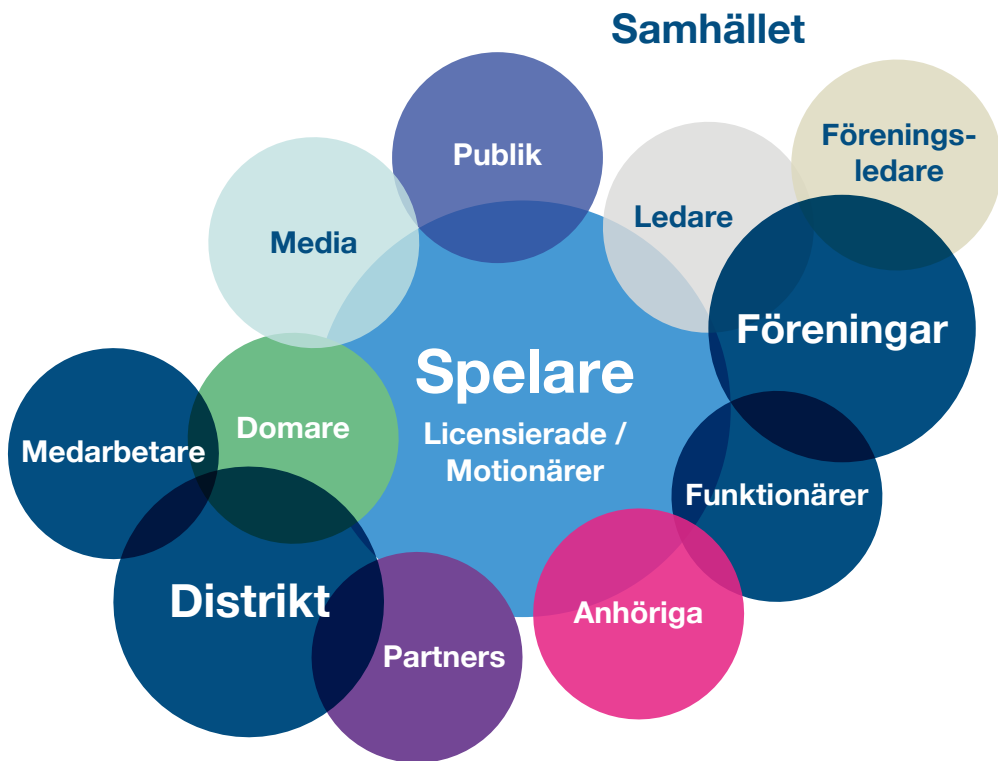 Samhället
Publik
Förenings-
ledare
Media
Ledare
Föreningar
Spelare
Licensierade /
Motionärer
Domare
Medarbetare
Funktionärer
Distrikt
Anhöriga
Partners